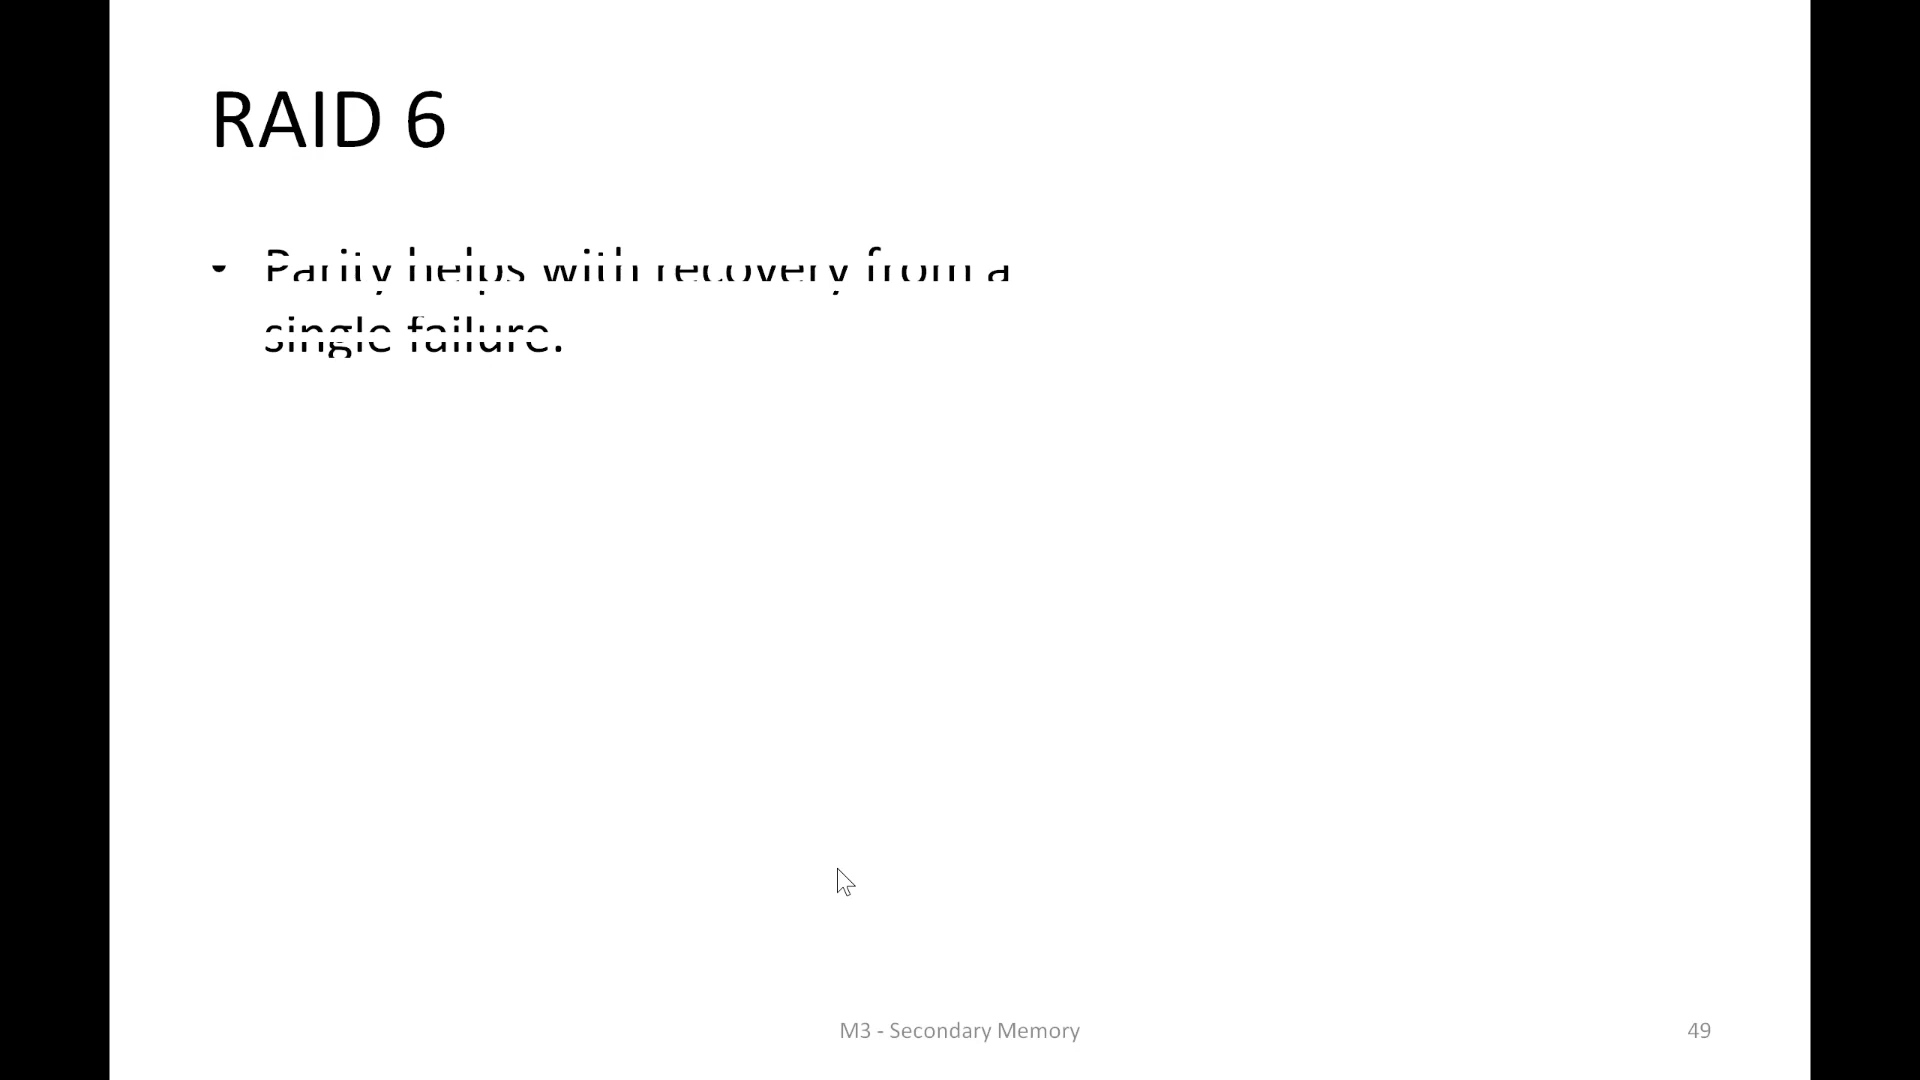 RAID 6
• Parity helps with recovery from a
single failure.
M3 - Secondary Memory
49